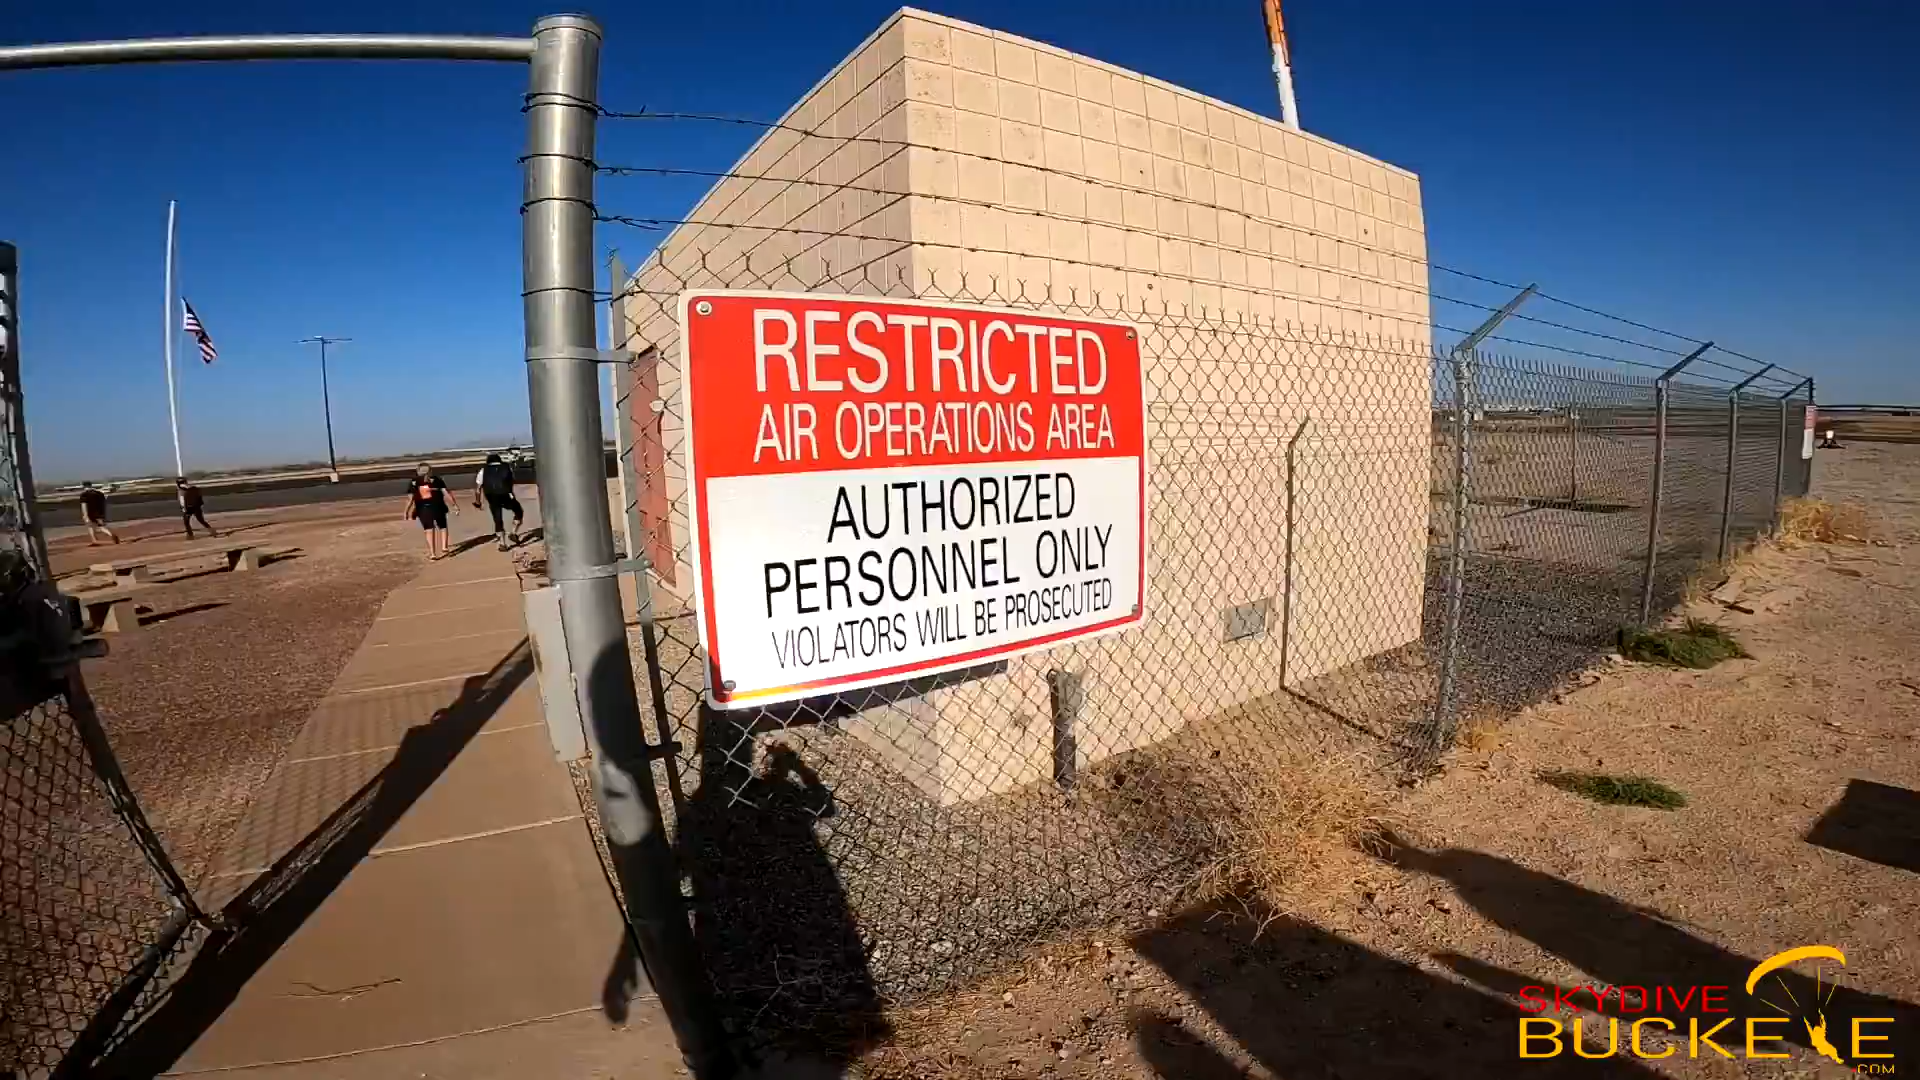 RESTRICTED
AIR OPERATIONS AREA
AUTHORIZED
PERSONNEL ONLY
VIOLATORS WILL BE PROSECUTED
SKYDIVE
BUCKEYE
.COM